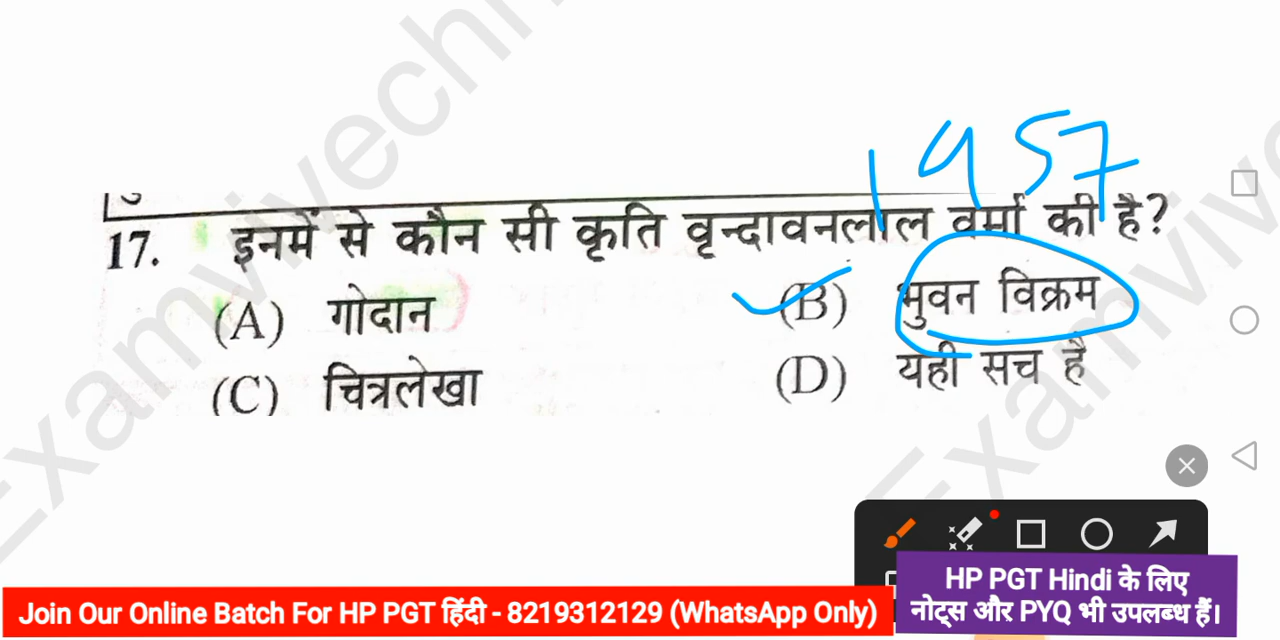 1957
17. इनमें से कौन सी कृति वृन्दावनलाल वर्मा की है?
(A) गोदान (B) भुवन विक्रम
(C) चित्रलेखा (D) यही सच है
HP PGT Hindi के लिए
नोट्स और PYQ भी उपलब्ध हैं।
Join Our Online Batch For HP PGT हिंदी - 8219312129 (WhatsApp Only)